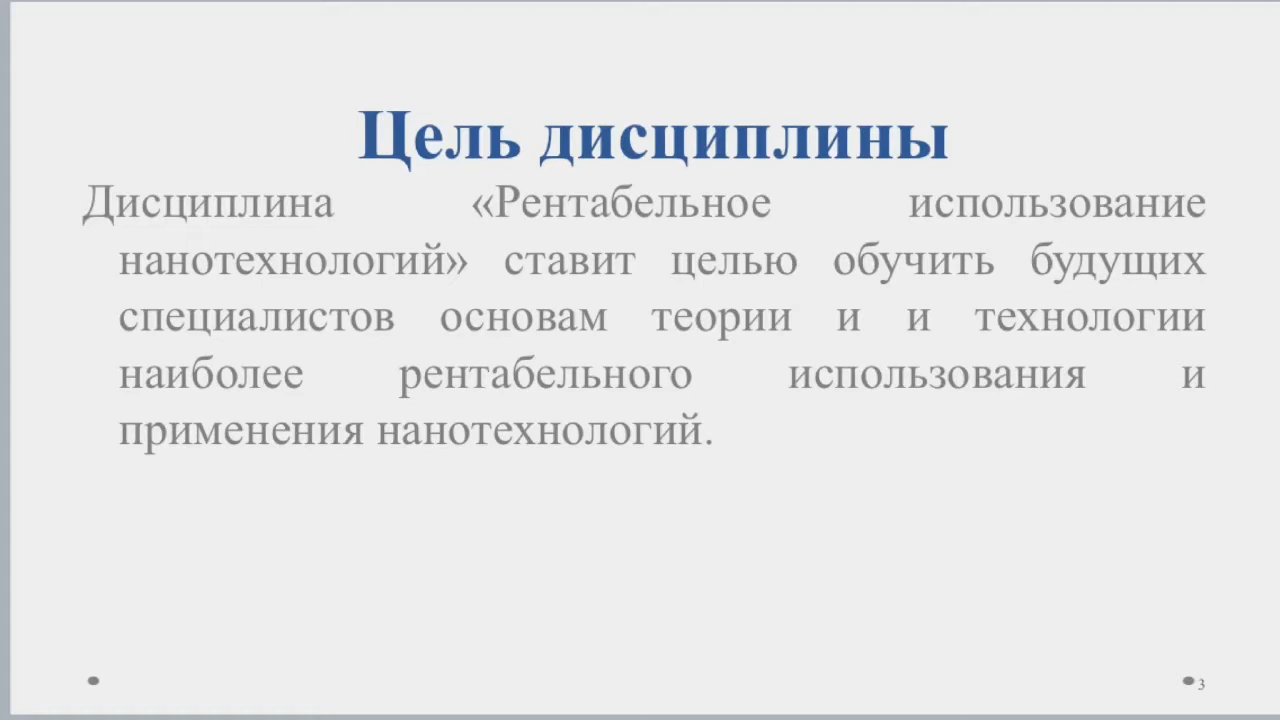 Цель дисциплины
Дисциплина «Рентабельное использование
нанотехнологий» ставит целью обучить будущих
специалистов основам теории и и технологии
наиболее рентабельного использования и
применения нанотехнологий.
3